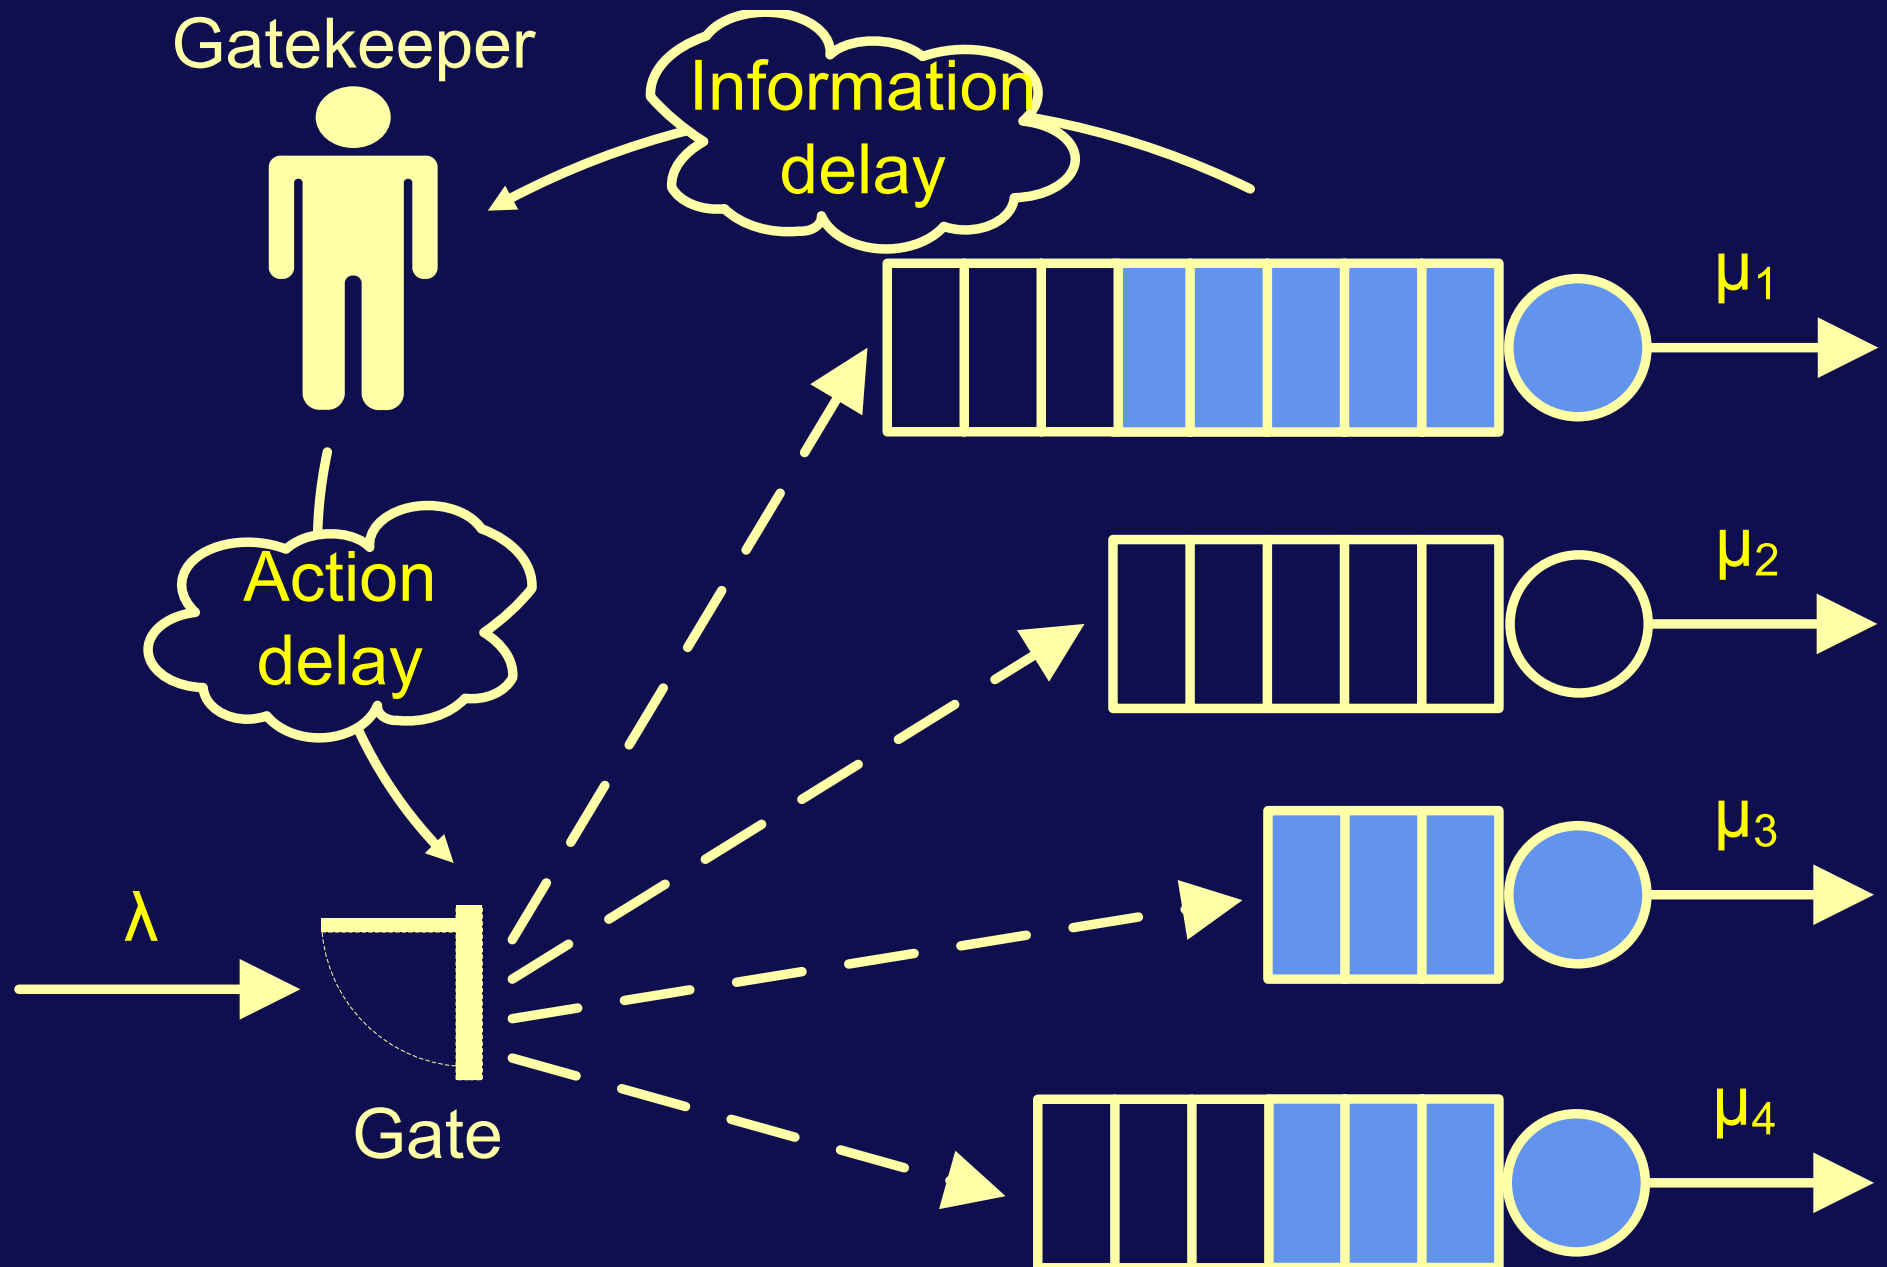 Gatekeeper
Information
delay
μ₁
μ₂
Action
delay
μ₃
λ
μ₄
Gate